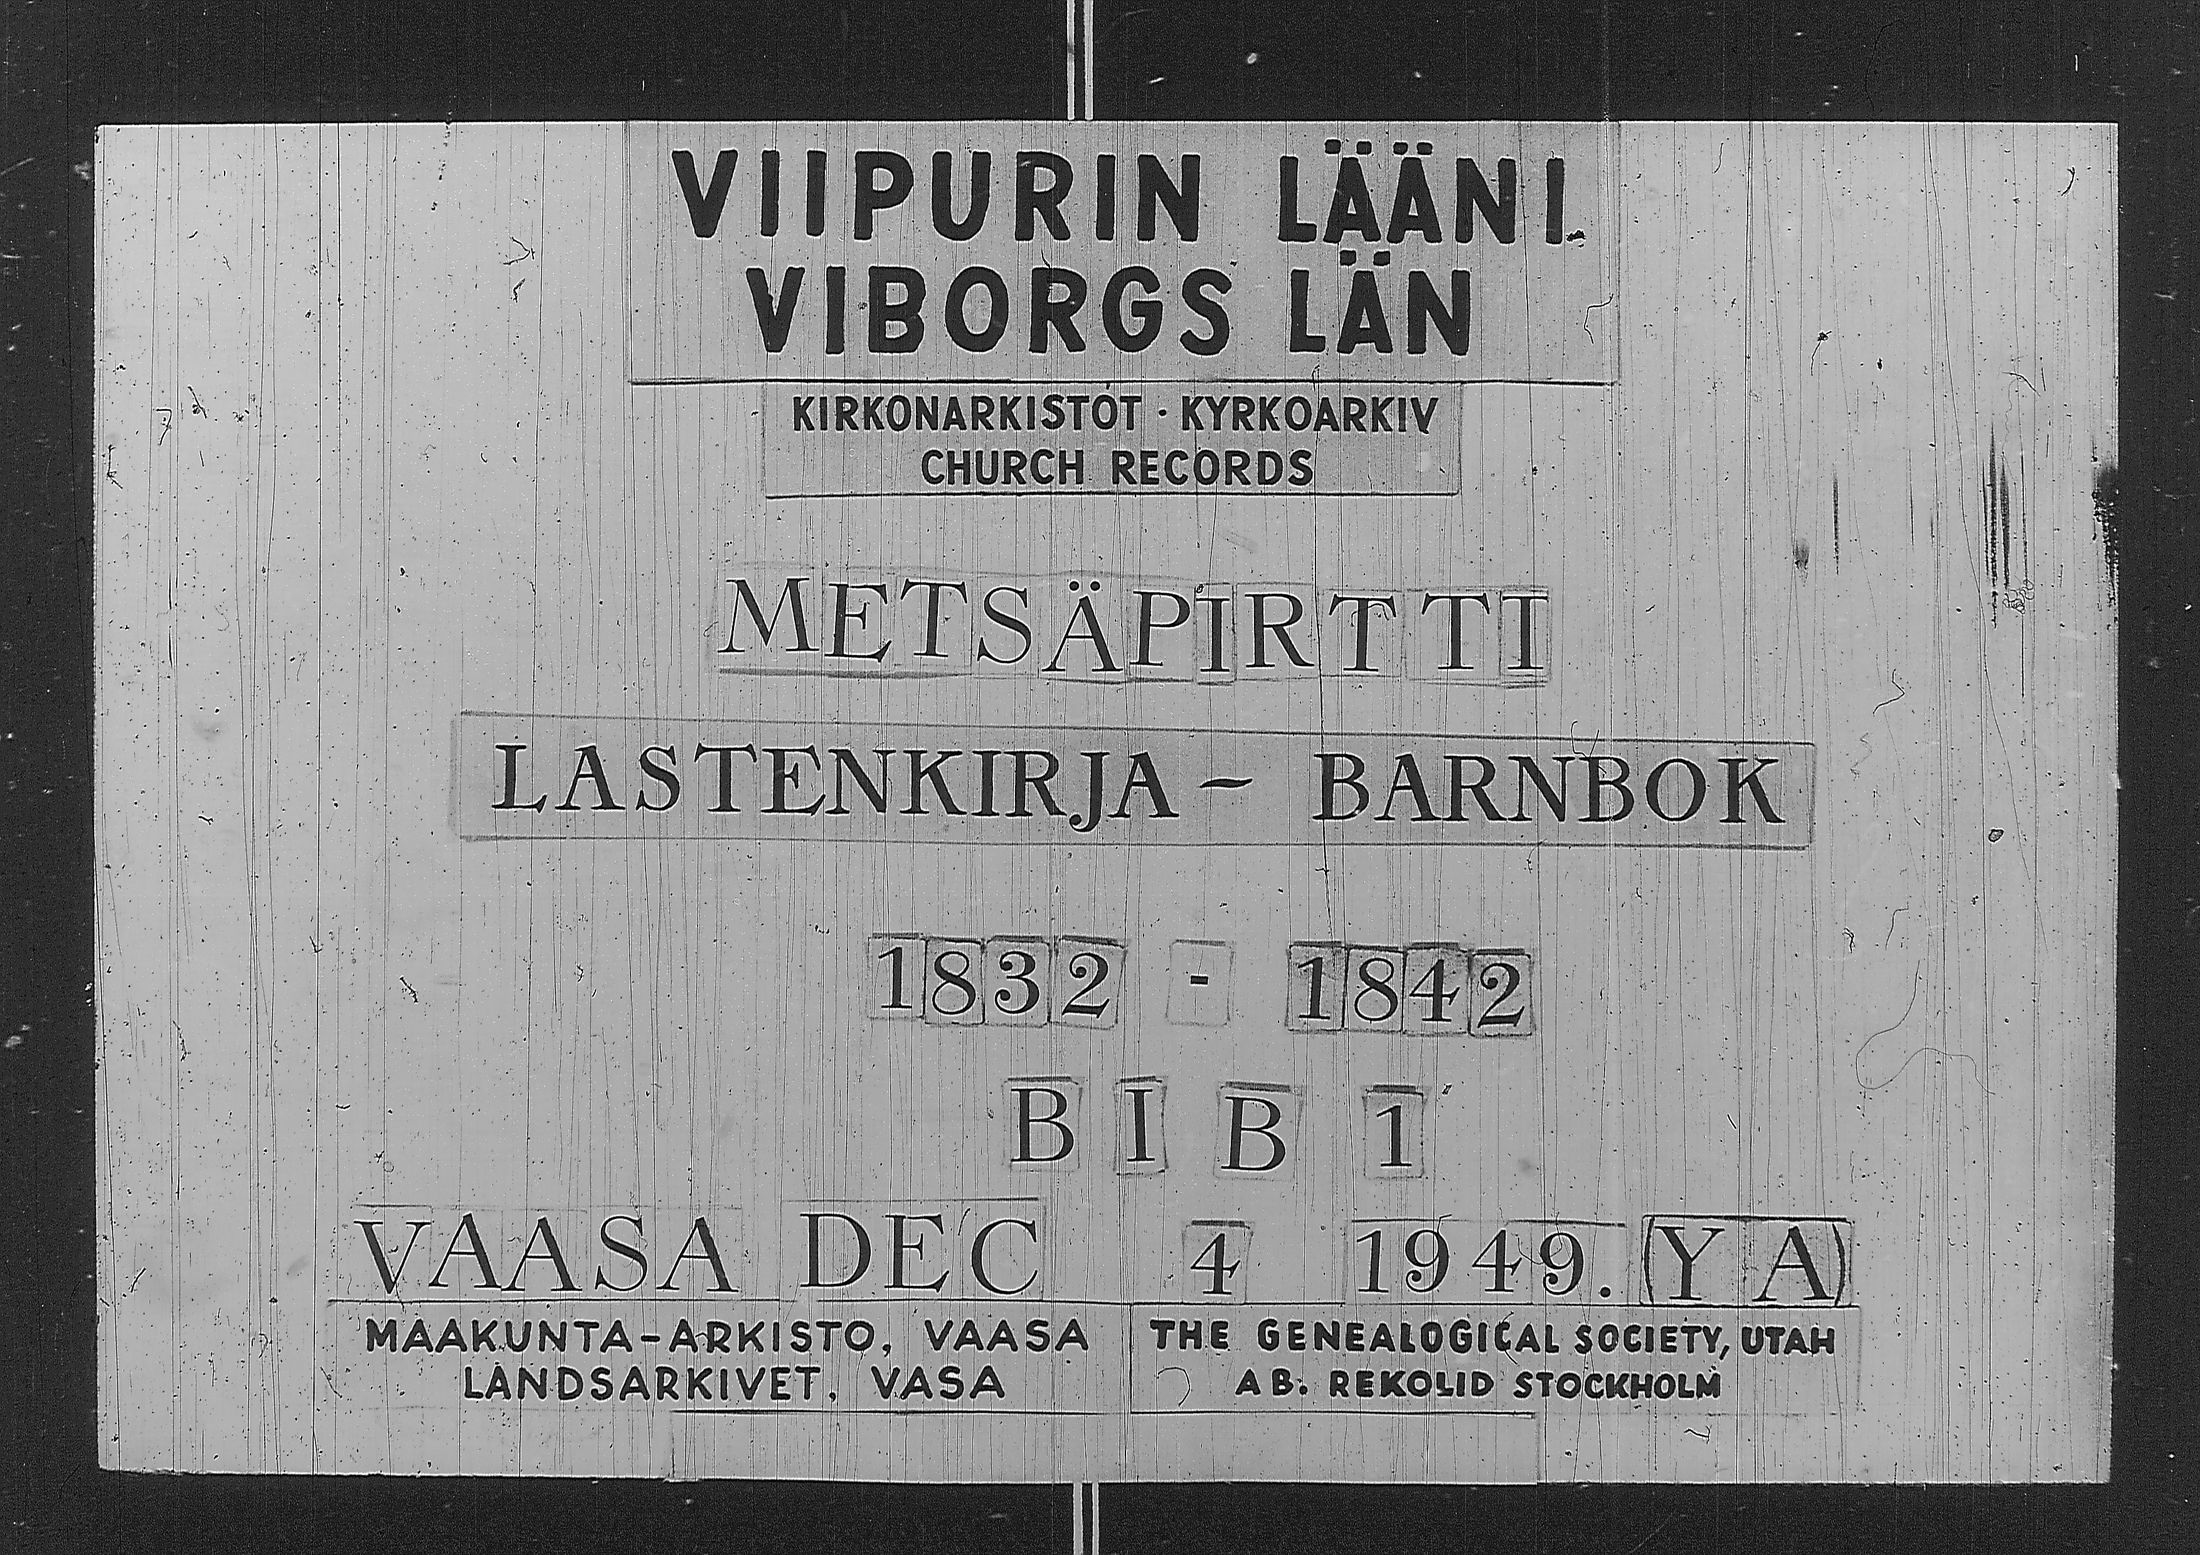 VIIPURIN LÄÄNI
VIBORGS LÄN
KIRKONARKISTOT · KYRKOARKIV
CHURCH RECORDS
METSÄPIRTTI
LASTENKIRJA - BARNBOK
1832 - 1842
B I B 1
VAASA DEC 4 1949. (Y A)
MAAKUNTA-ARKISTO, VAASA
LANDSARKIVET, VASA
THE GENEALOGICAL SOCIETY, UTAH
AB. REKOLID STOCKHOLM